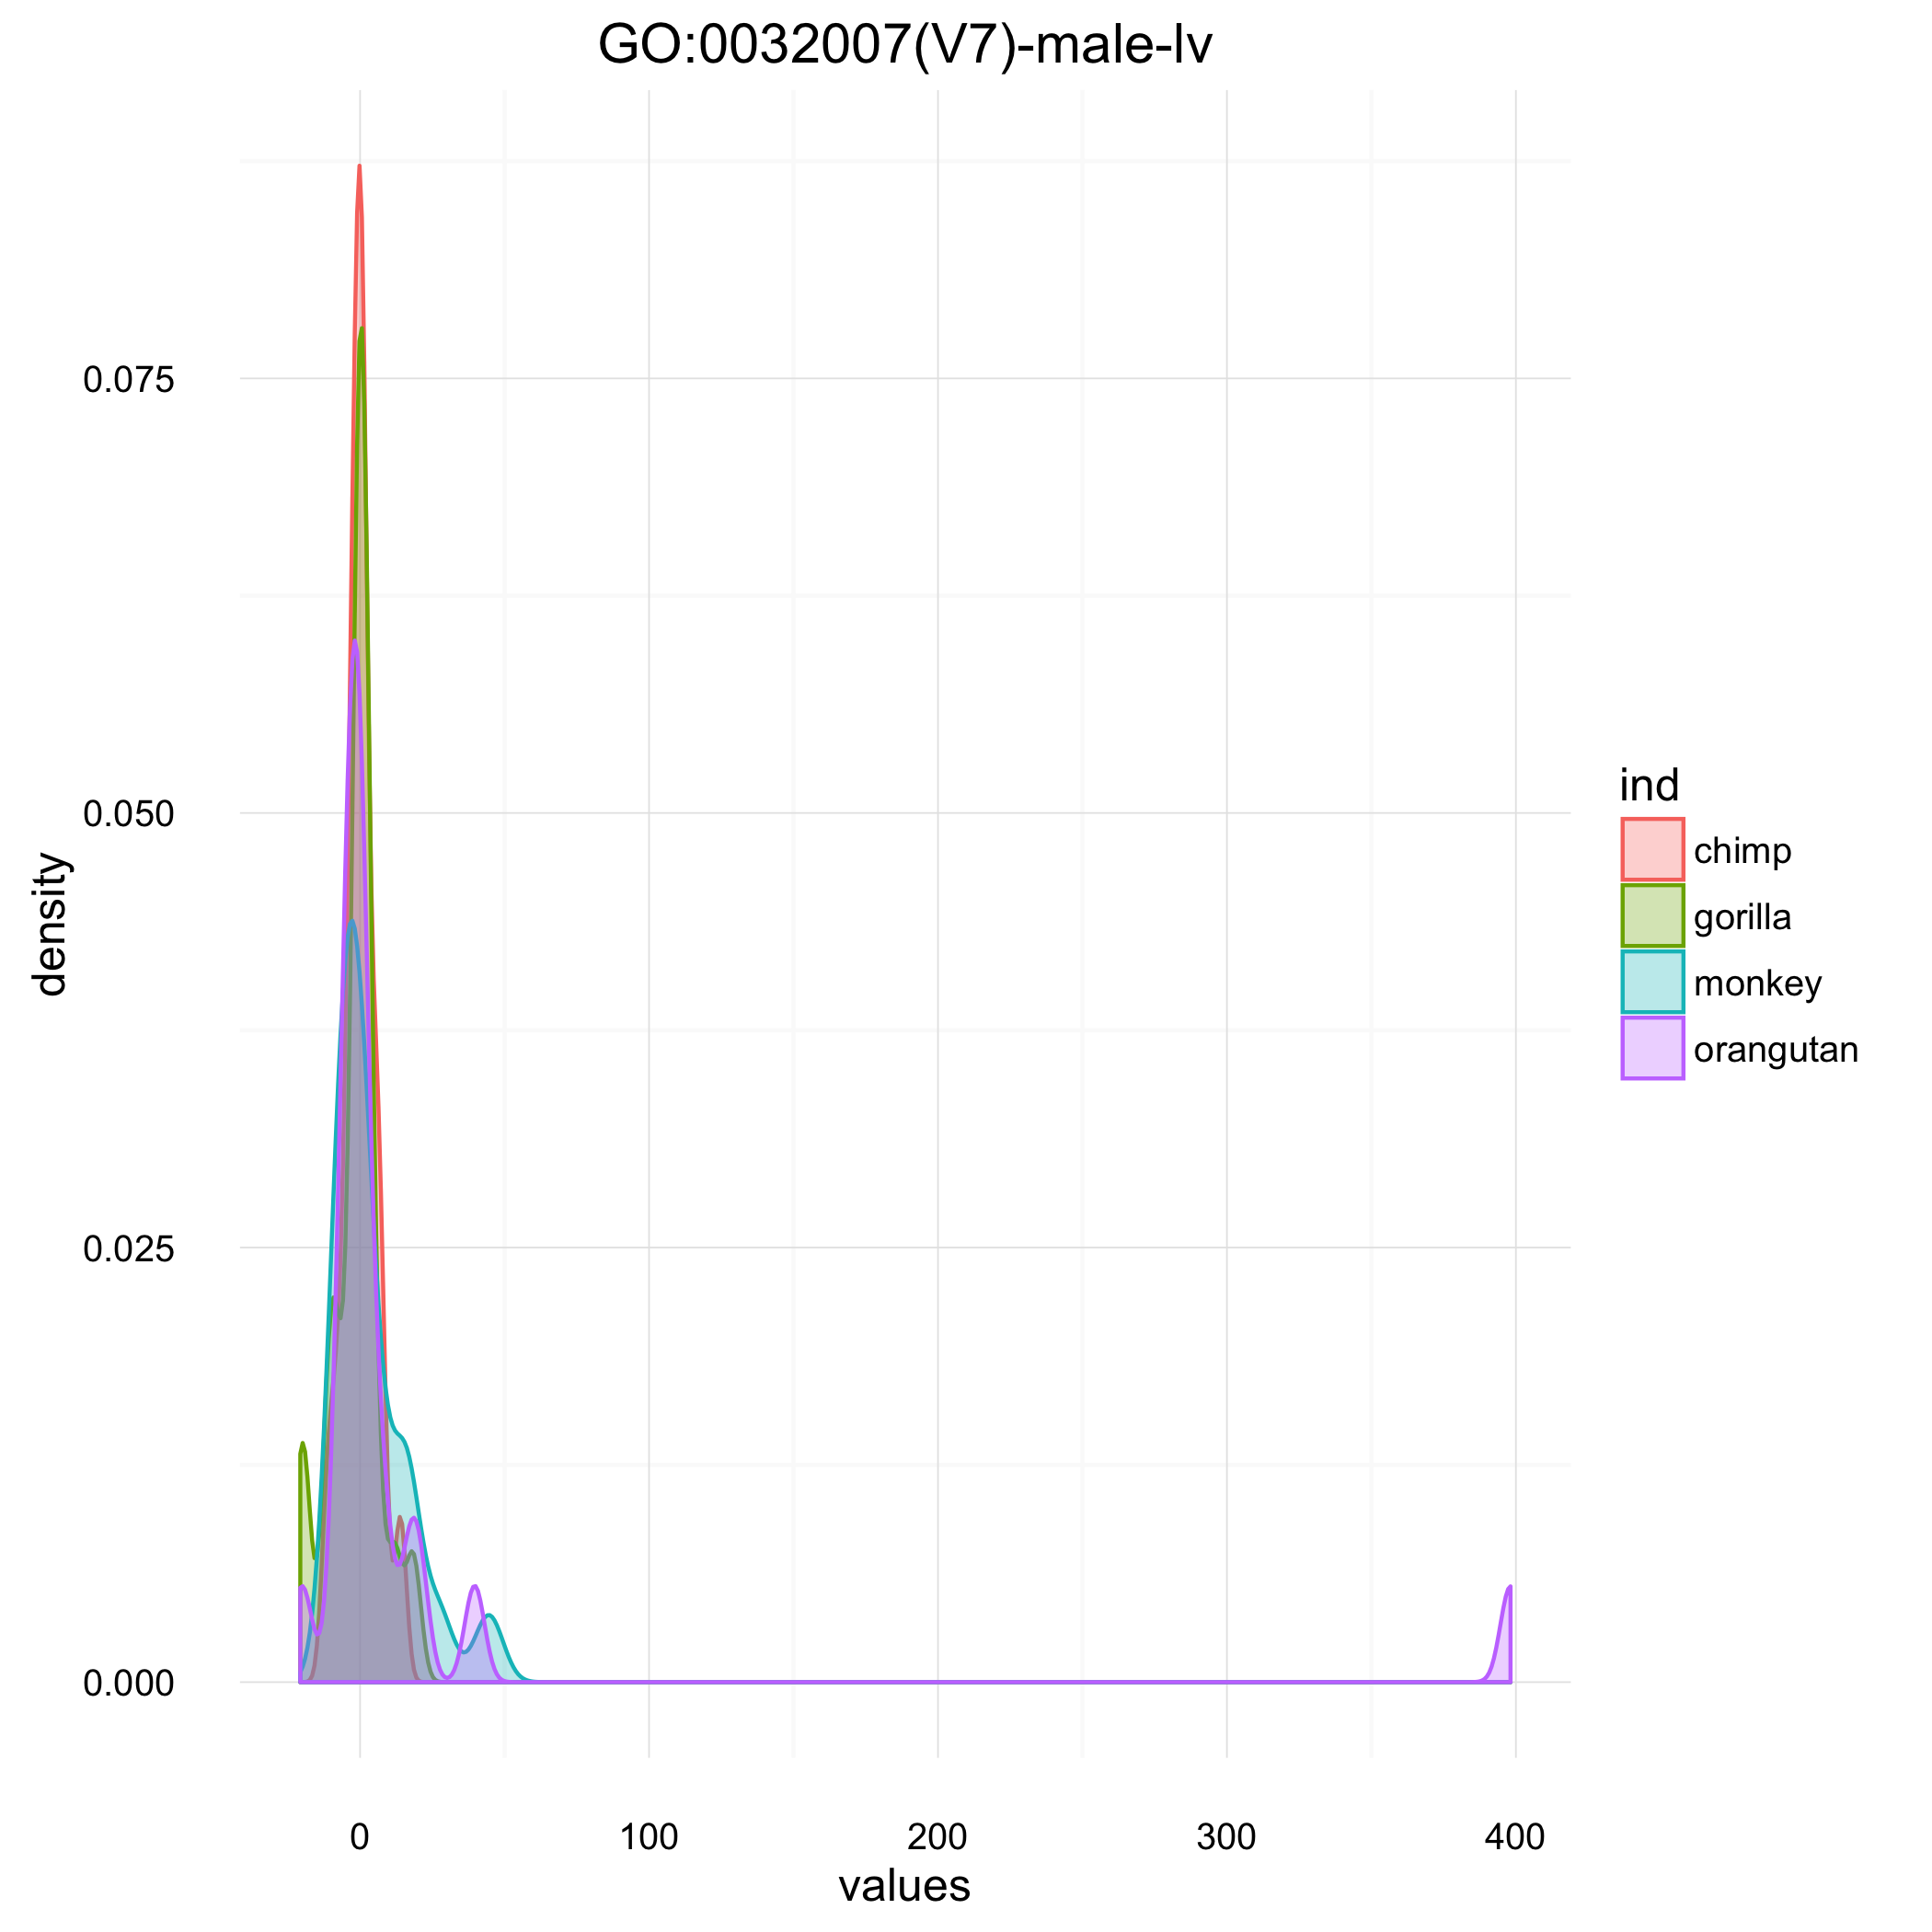 GO:0032007(V7)-male-lv
0.075
0.050
0.025
0.000
density
0
100
200
300
400
values
ind
chimp
gorilla
monkey
orangutan